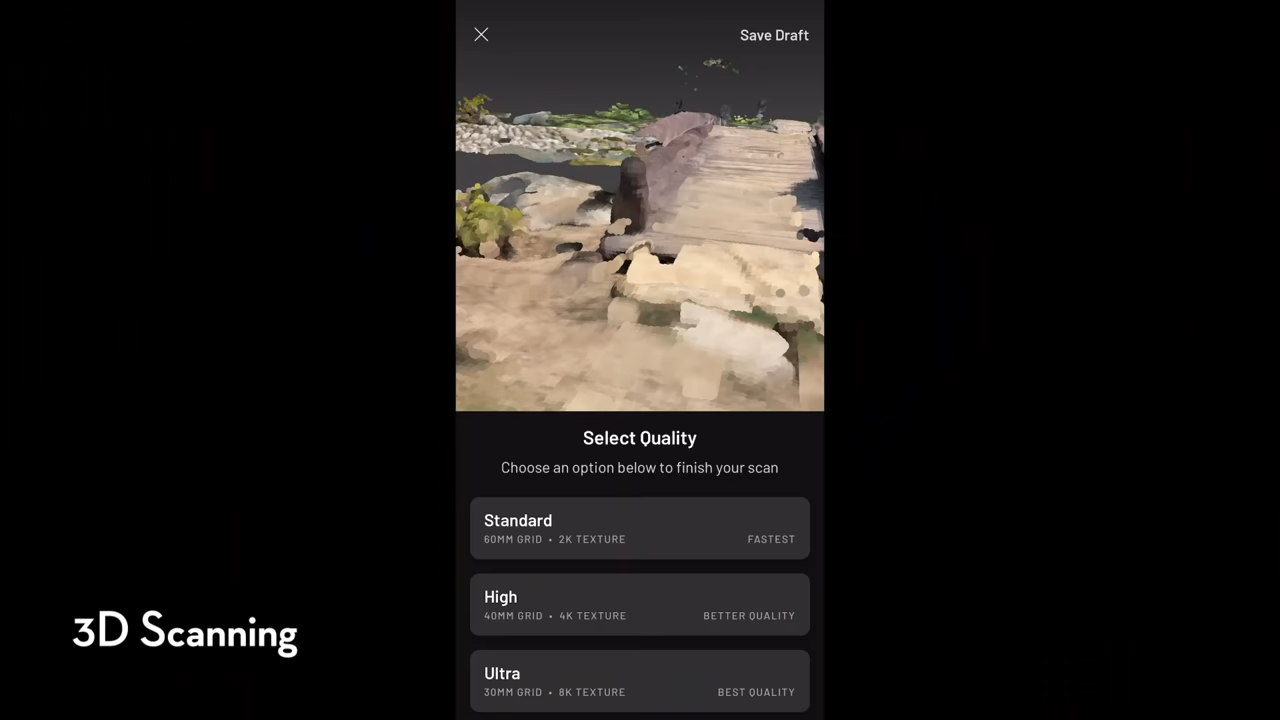 Save Draft
Select Quality
Choose an option below to finish your scan
Standard
60MM GRID • 2K TEXTURE FASTEST
High
40MM GRID • 4K TEXTURE BETTER QUALITY
Ultra
30MM GRID • 8K TEXTURE BEST QUALITY
3D Scanning